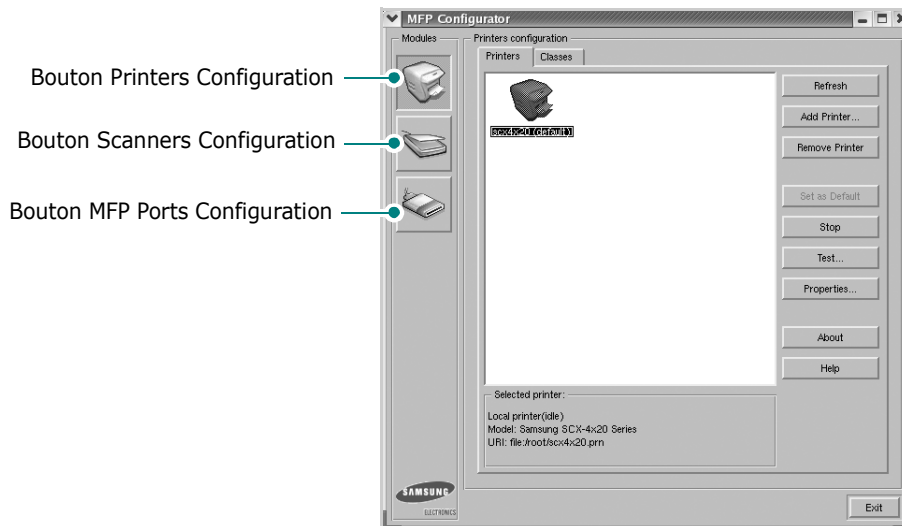 MFP Configurator
Modules
Printers configuration
Printers
Classes
Bouton Printers Configuration
Bouton Scanners Configuration
Bouton MFP Ports Configuration
scx4x20 (default)
Refresh
Add Printer...
Remove Printer
Set as Default
Stop
Test...
Properties...
About
Help
Selected printer:
Local printer(idle)
Model: Samsung SCX-4x20 Series
URI: file:/root/scx4x20.prn
SAMSUNG
ELECTRONICS
Exit